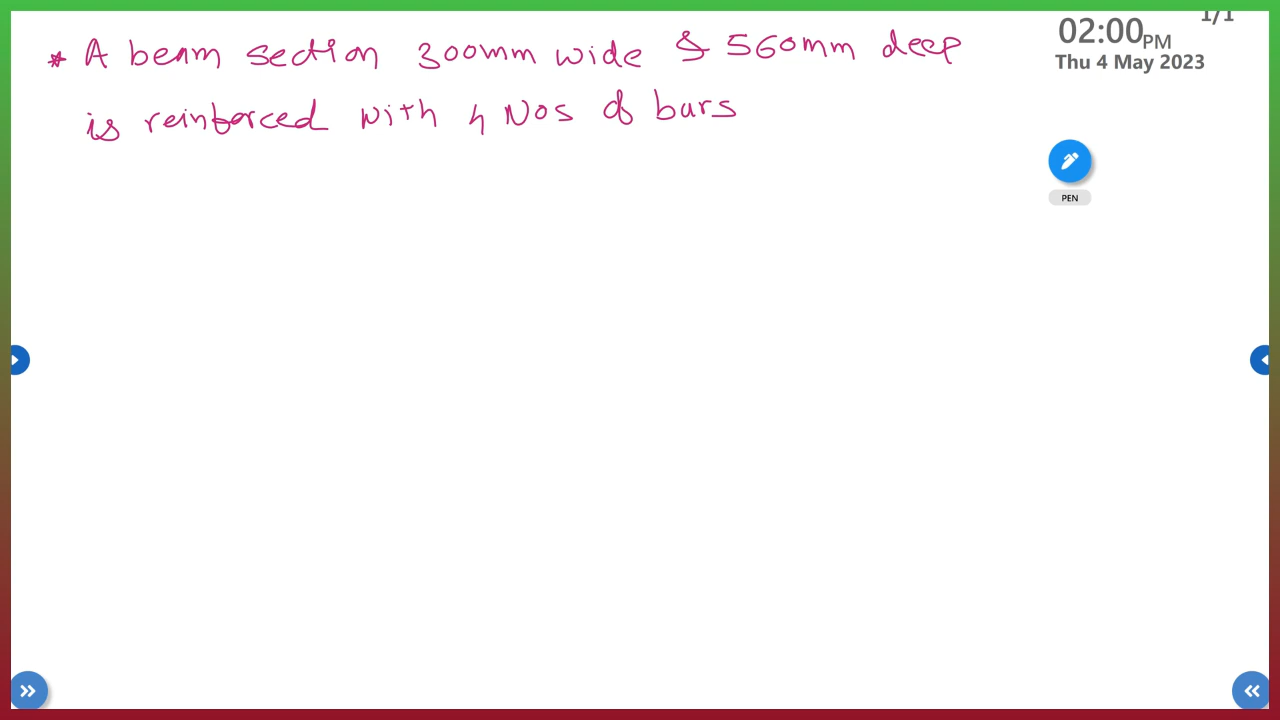 1/1
02:00PM
Thu 4 May 2023
* A beam section 300mm wide & 560mm deep
is reinforced with 4 Nos of bars
PEN